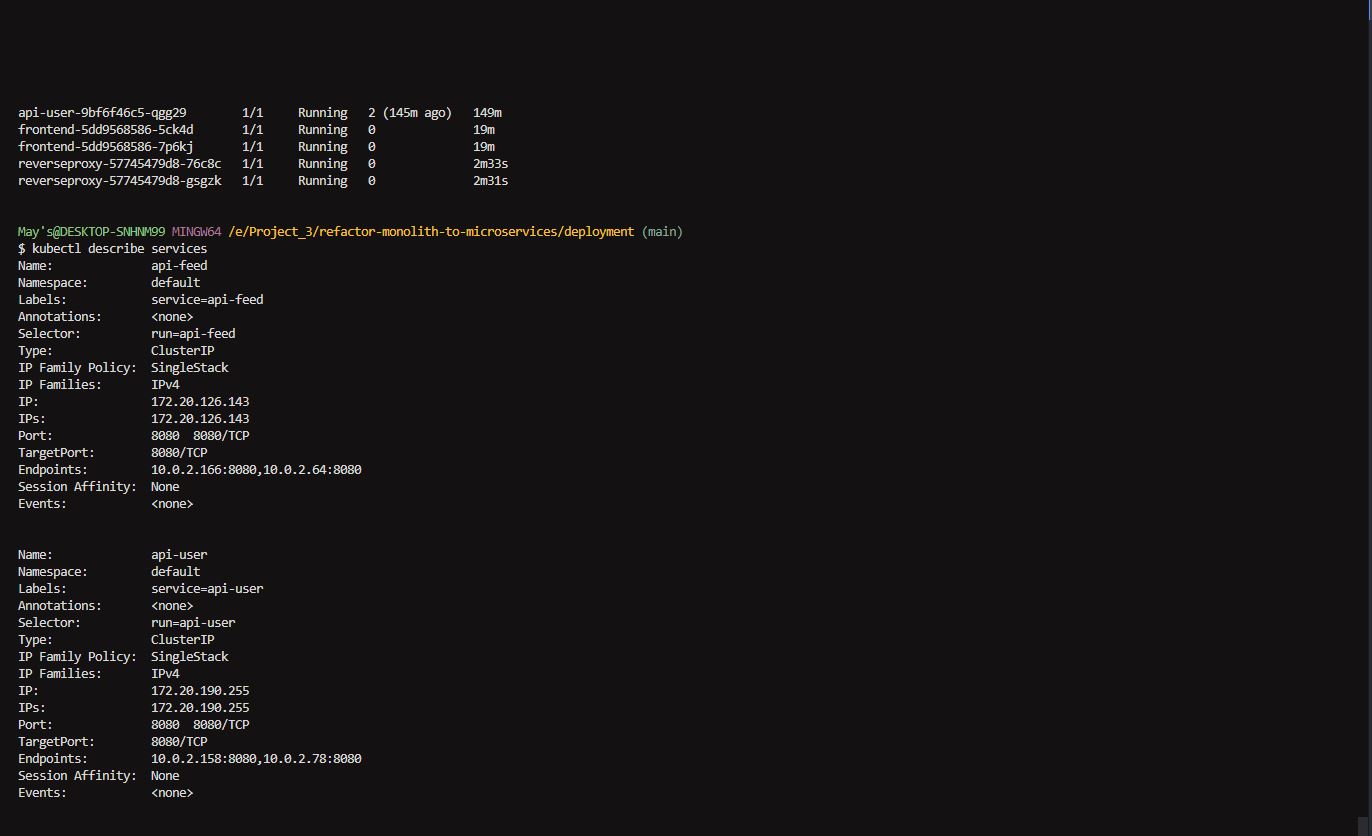 api-user-9bf6f46c5-qgg29 1/1 Running 2 (145m ago) 149m
frontend-5dd9568586-5ck4d 1/1 Running 0 19m
frontend-5dd9568586-7p6kj 1/1 Running 0 19m
reverseproxy-57745479d8-76c8c 1/1 Running 0 2m33s
reverseproxy-57745479d8-gsgzk 1/1 Running 0 2m31s
May's@DESKTOP-SNHNM99 MINGW64 /e/Project_3/refactor-monolith-to-microservices/deployment (main)
$ kubectl describe services
Name: api-feed
Namespace: default
Labels: service=api-feed
Annotations: <none>
Selector: run=api-feed
Type: ClusterIP
IP Family Policy: SingleStack
IP Families: IPv4
IP: 172.20.126.143
IPs: 172.20.126.143
Port: 8080 8080/TCP
TargetPort: 8080/TCP
Endpoints: 10.0.2.166:8080,10.0.2.64:8080
Session Affinity: None
Events: <none>
Name: api-user
Namespace: default
Labels: service=api-user
Annotations: <none>
Selector: run=api-user
Type: ClusterIP
IP Family Policy: SingleStack
IP Families: IPv4
IP: 172.20.190.255
IPs: 172.20.190.255
Port: 8080 8080/TCP
TargetPort: 8080/TCP
Endpoints: 10.0.2.158:8080,10.0.2.78:8080
Session Affinity: None
Events: <none>